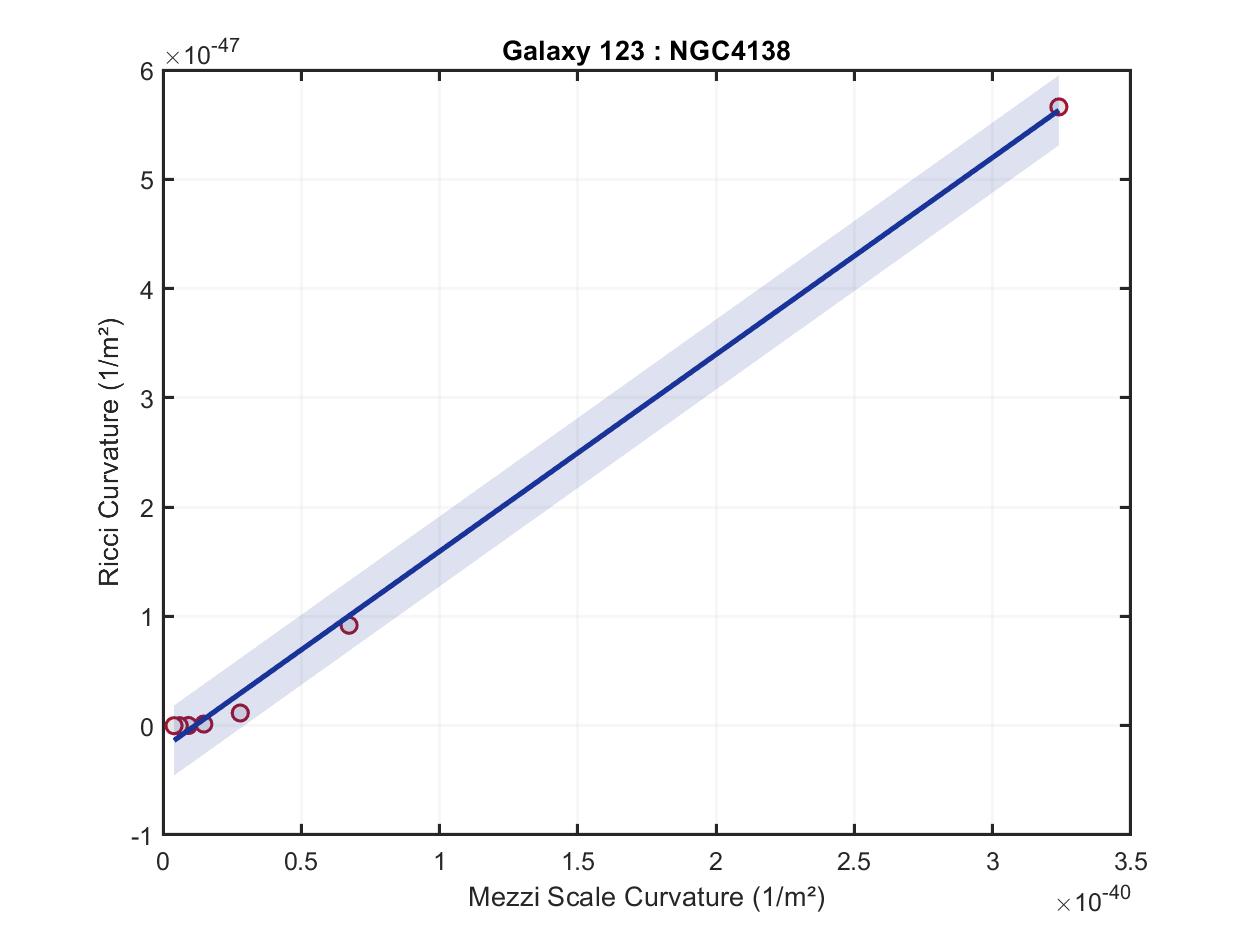 Galaxy 123 : NGC4138
×10⁻⁴⁷
6
5
4
3
2
1
0
-1
Ricci Curvature (1/m²)
0 0.5 1 1.5 2 2.5 3 3.5
Mezzi Scale Curvature (1/m²)
×10⁻⁴⁰